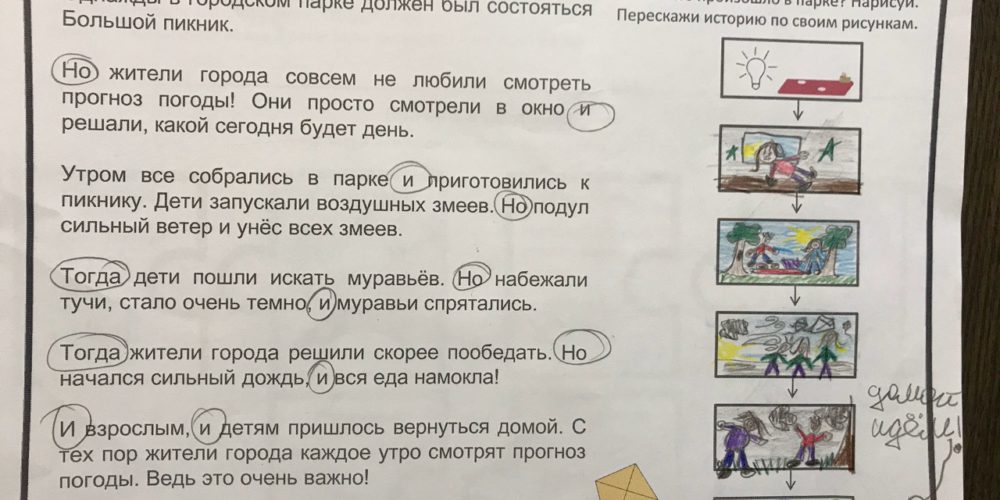 Однажды в городском парке должен был состояться
Большой пикник.
Но жители города совсем не любили смотреть
прогноз погоды! Они просто смотрели в окно и
решали, какой сегодня будет день.
Утром все собрались в парке и приготовились к
пикнику. Дети запускали воздушных змеев. Но подул
сильный ветер и унёс всех змеев.
Тогда дети пошли искать муравьёв. Но набежали
тучи, стало очень темно, и муравьи спрятались.
Тогда жители города решили скорее пообедать. Но
начался сильный дождь, и вся еда намокла!
И взрослым, и детям пришлось вернуться домой. С
тех пор жители города каждое утро смотрят прогноз
погоды. Ведь это очень важно!
произошло в парке? Нарисуй.
Перескажи историю по своим рисункам.
домой
идём!